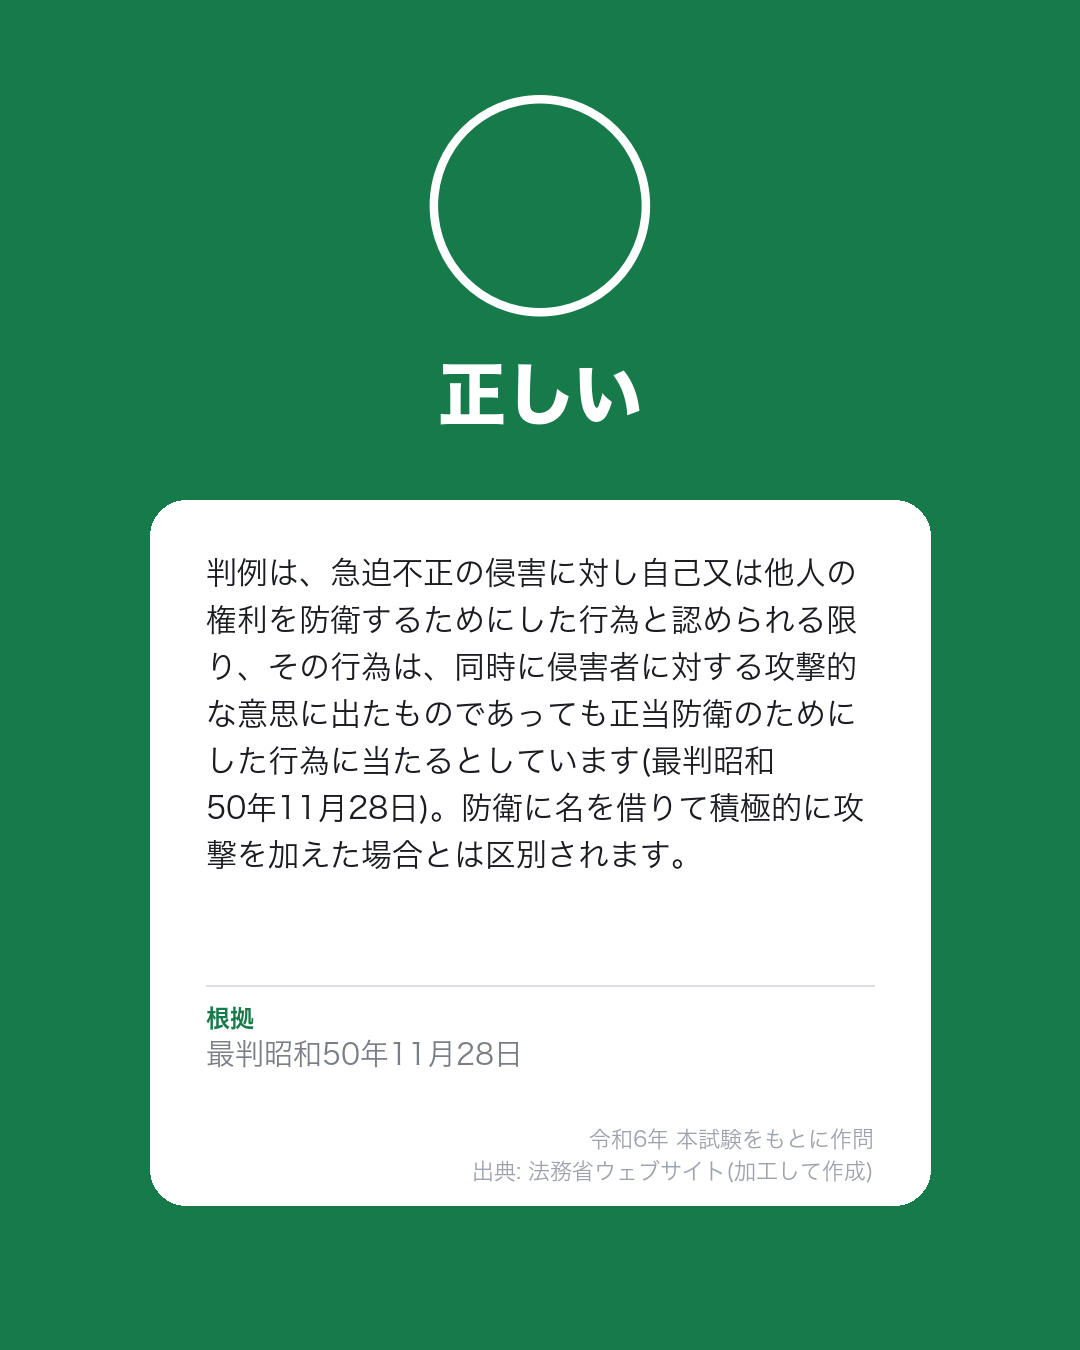 正しい
判例は、急迫不正の侵害に対し自己又は他人の
権利を防衛するためにした行為と認められる限
り、その行為は、同時に侵害者に対する攻撃的
な意思に出たものであっても正当防衛のために
した行為に当たるとしています(最判昭和
50年11月28日)。防衛に名を借りて積極的に攻
撃を加えた場合とは区別されます。
根拠
最判昭和50年11月28日
令和6年 本試験をもとに作問
出典: 法務省ウェブサイト(加工して作成)